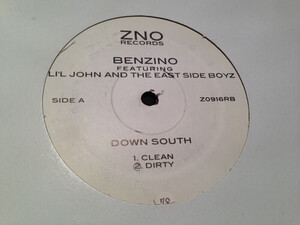 ZNO
RECORDS
BENZINO
FEATURING
LI'L JOHN AND THE EAST SIDE BOYZ
SIDE A
Z0916RB
DOWN SOUTH
1. CLEAN
2. DIRTY